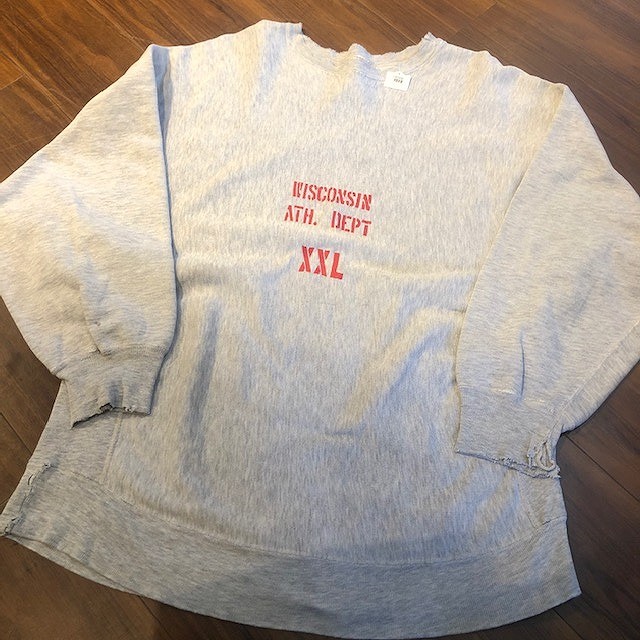 WISCONSIN
ATH. DEPT
XXL